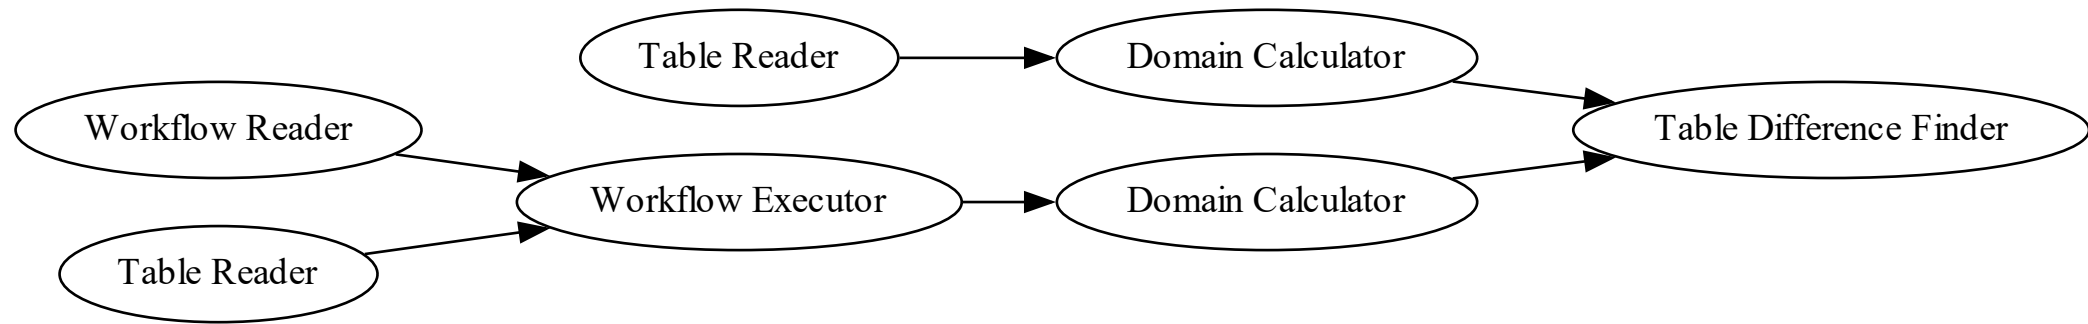 Table Reader
Domain Calculator
Workflow Reader
Table Difference Finder
Workflow Executor
Domain Calculator
Table Reader